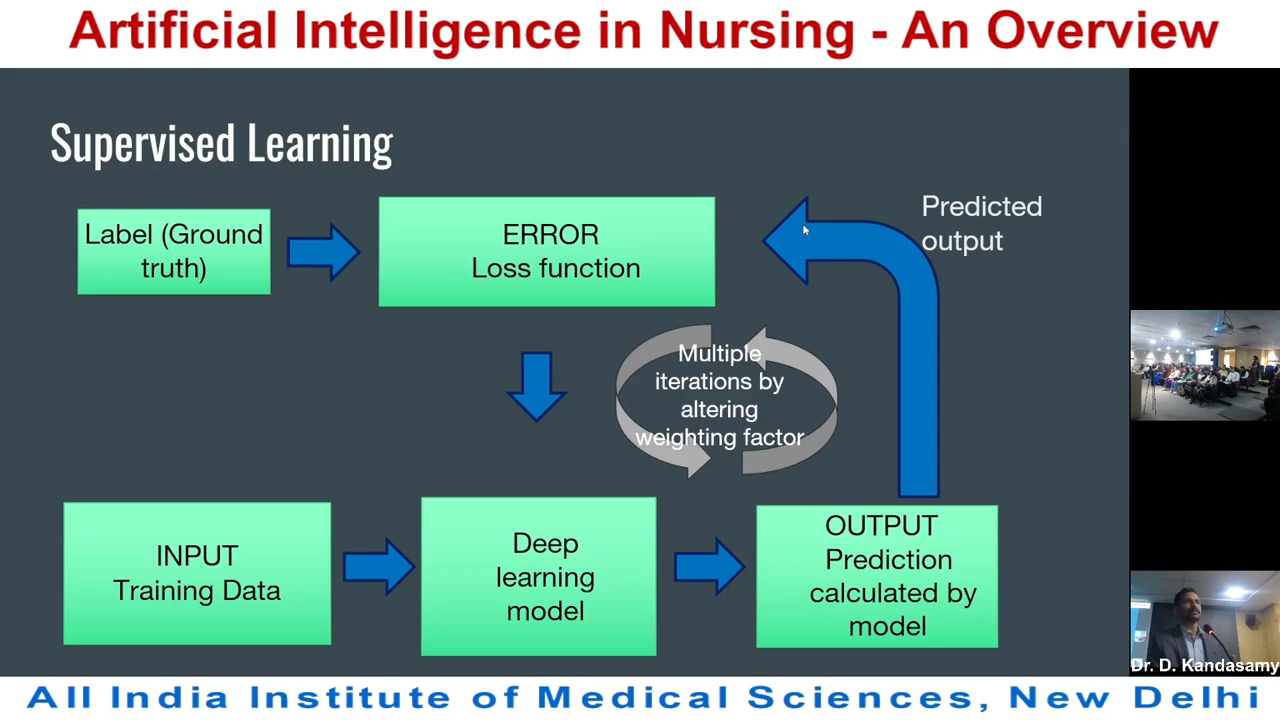 Artificial Intelligence in Nursing - An Overview
Supervised Learning
Label (Ground
truth)
ERROR
Loss function
Predicted
output
Multiple
iterations by
altering
weighting factor
INPUT
Training Data
Deep
learning
model
OUTPUT
Prediction
calculated by
model
Dr. D. Kandasamy
All India Institute of Medical Sciences, New Delhi